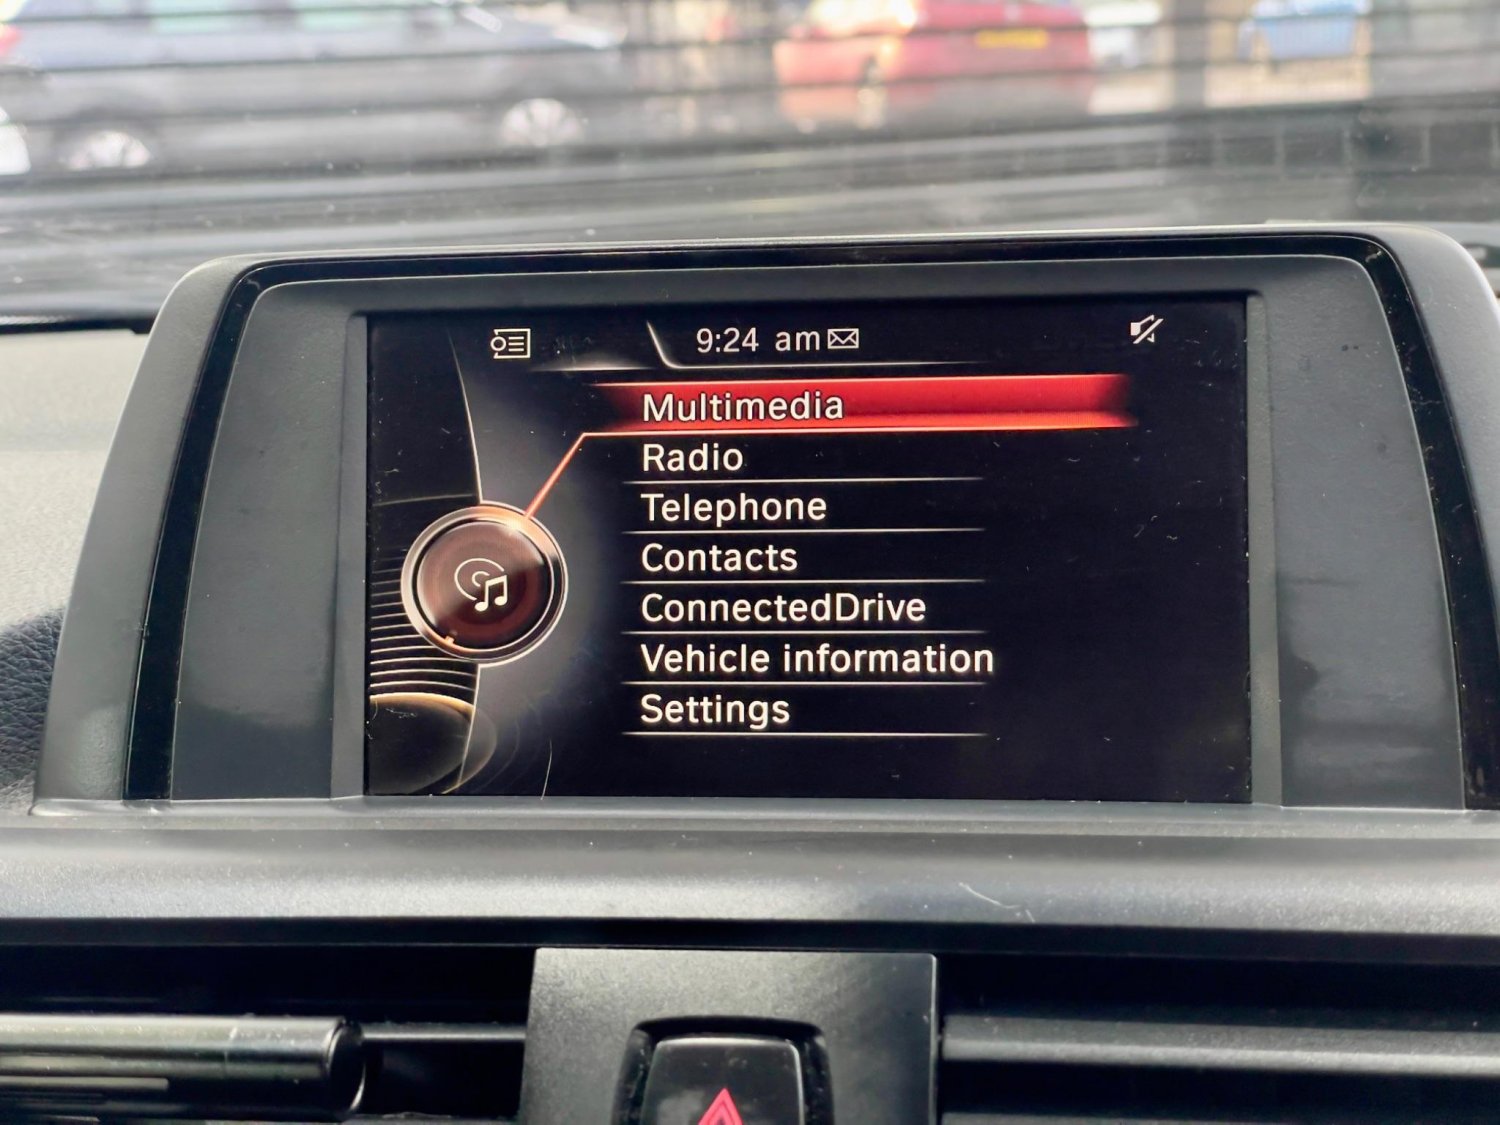 9:24 am
Multimedia
Radio
Telephone
Contacts
ConnectedDrive
Vehicle information
Settings